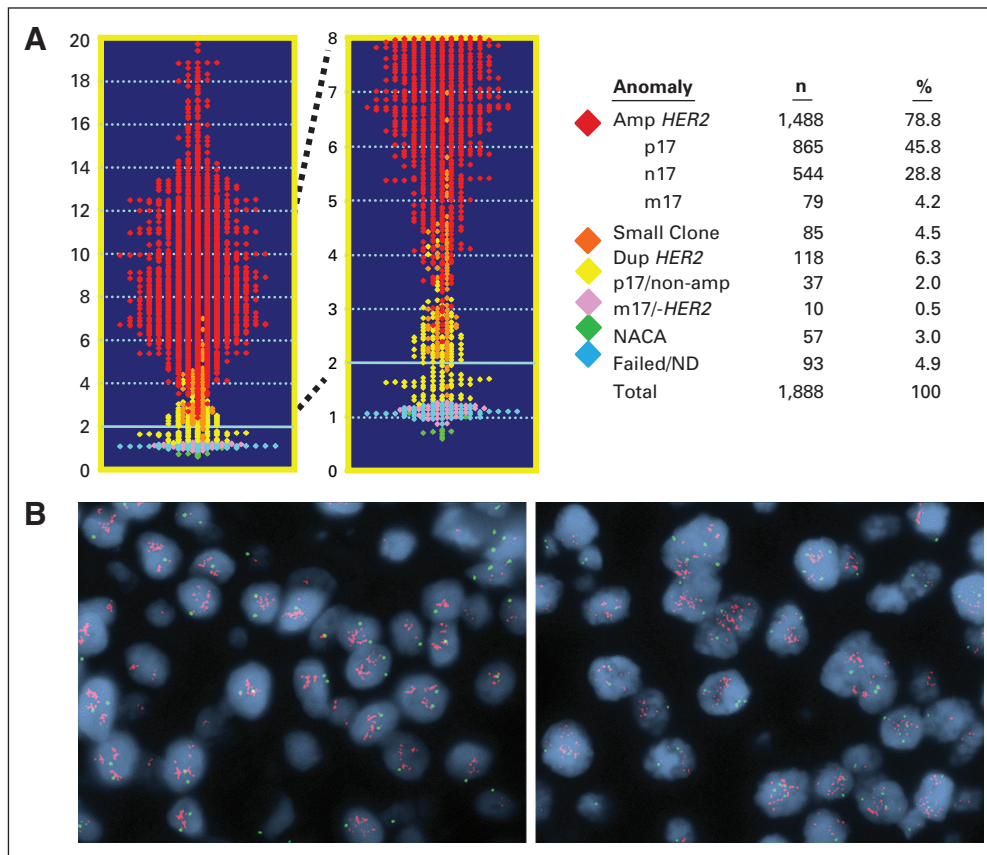 A
20
18
16
14
12
10
8
6
4
2
0
8
7
6
5
4
3
2
1
0
Anomaly n %
Amp HER2 1,488 78.8
p17 865 45.8
n17 544 28.8
m17 79 4.2
Small Clone 85 4.5
Dup HER2 118 6.3
p17/non-amp 37 2.0
m17/-HER2 10 0.5
NACA 57 3.0
Failed/ND 93 4.9
Total 1,888 100
B